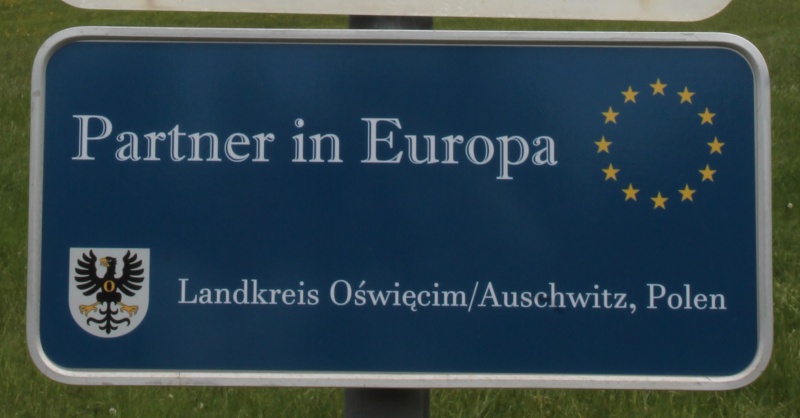 Partner in Europa
O
Landkreis Oświęcim/Auschwitz, Polen